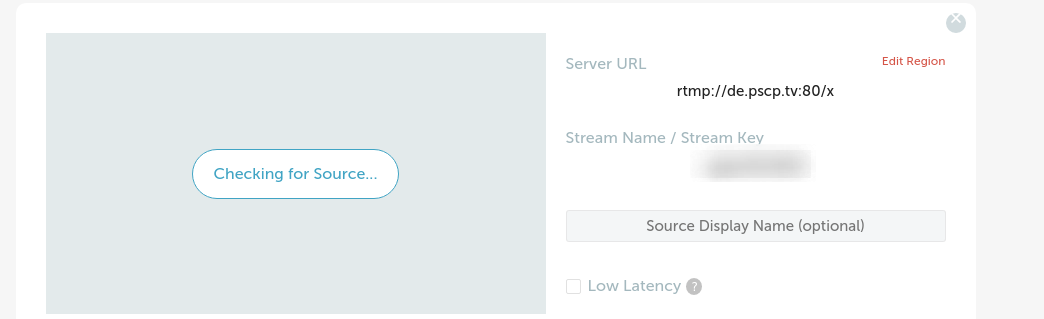 Server URL
Edit Region
rtmp://de.pscp.tv:80/x
Stream Name / Stream Key
Checking for Source...
Source Display Name (optional)
Low Latency ?